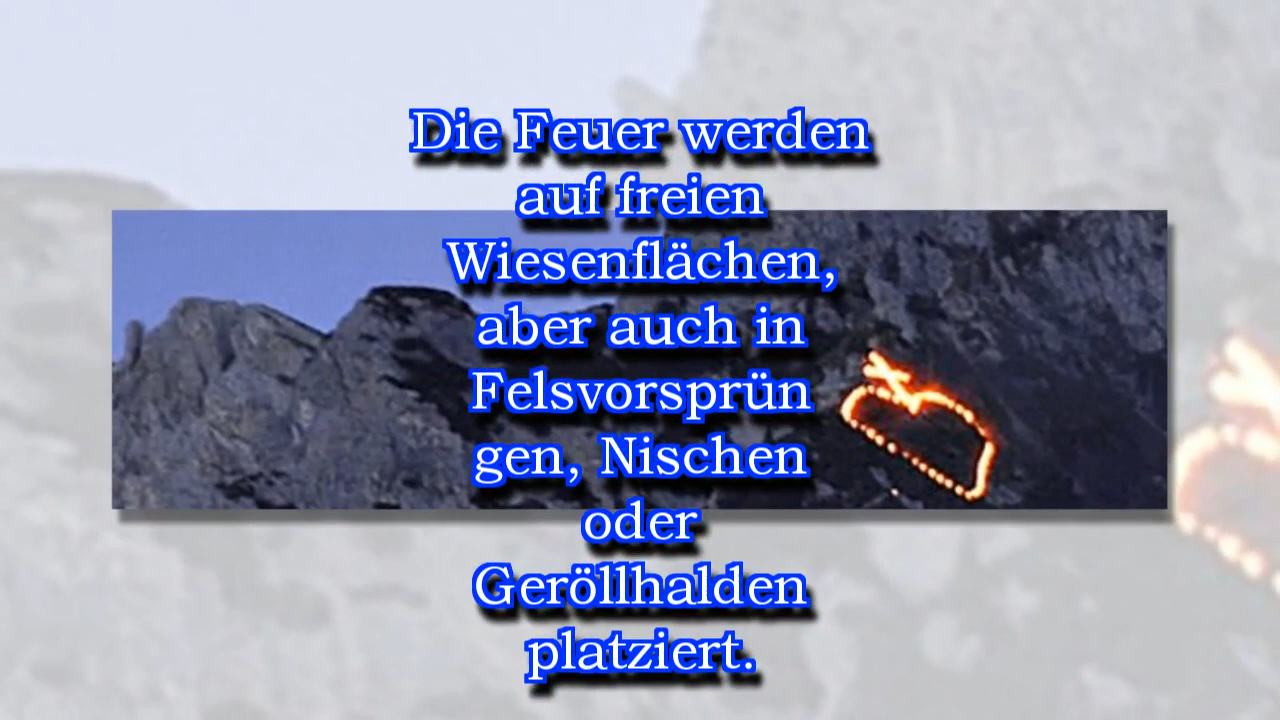 Die Feuer werden
auf freien
Wiesenflächen,
aber auch in
Felsvorsprün
gen, Nischen
oder
Geröllhalden
platziert.